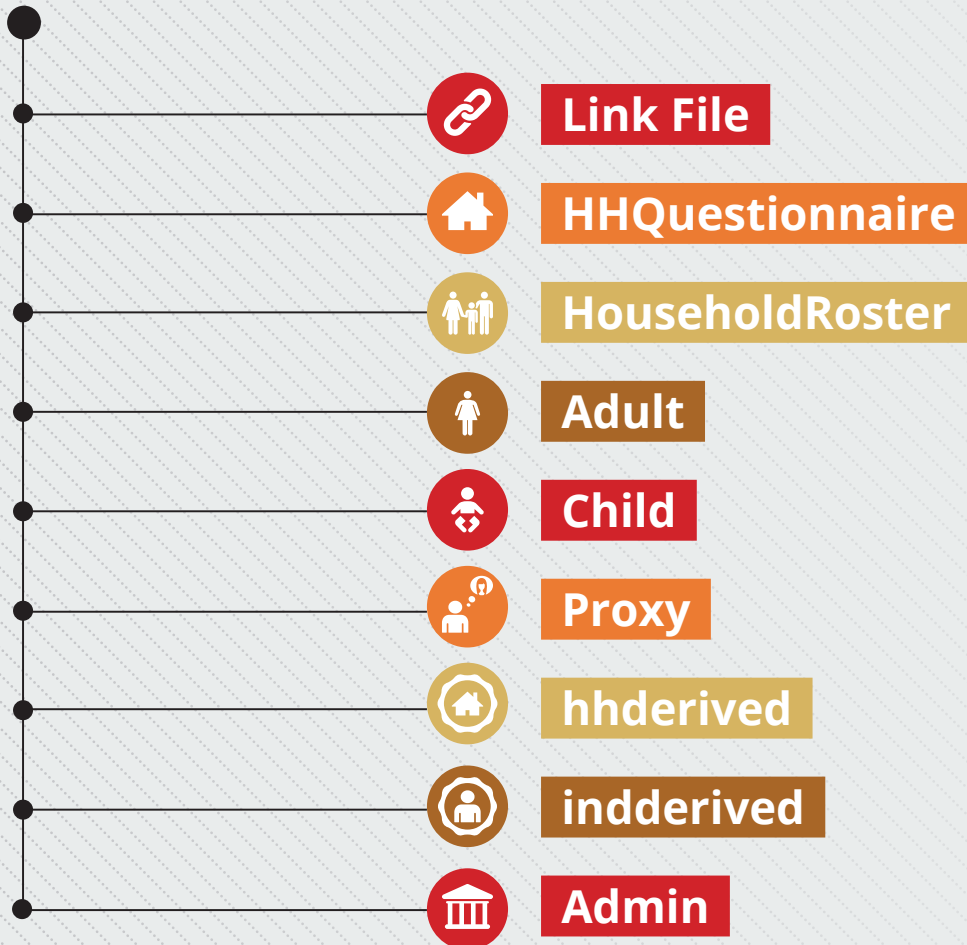 Link File
HHQuestionnaire
HouseholdRoster
Adult
Child
Proxy
hhderived
indderived
Admin